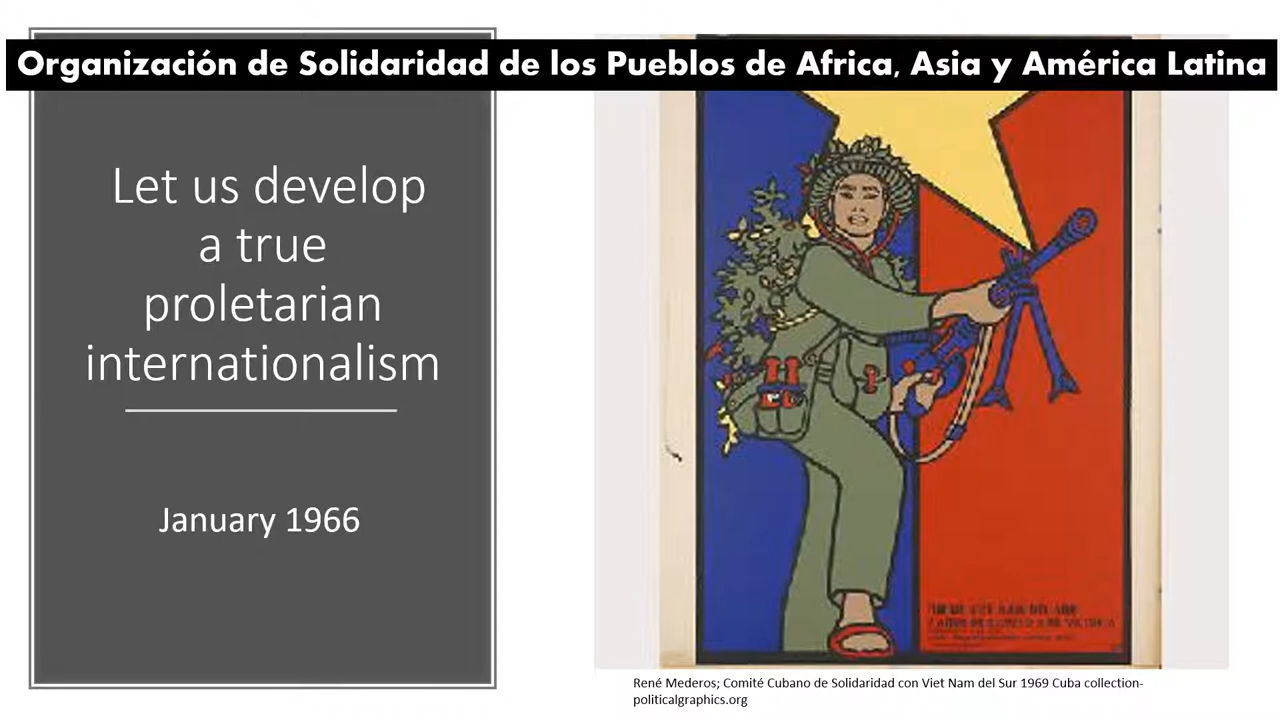 Organización de Solidaridad de los Pueblos de Africa, Asia y América Latina
Let us develop
a true
proletarian
internationalism
January 1966
René Mederos; Comité Cubano de Solidaridad con Viet Nam del Sur 1969 Cuba collection-
politicalgraphics.org